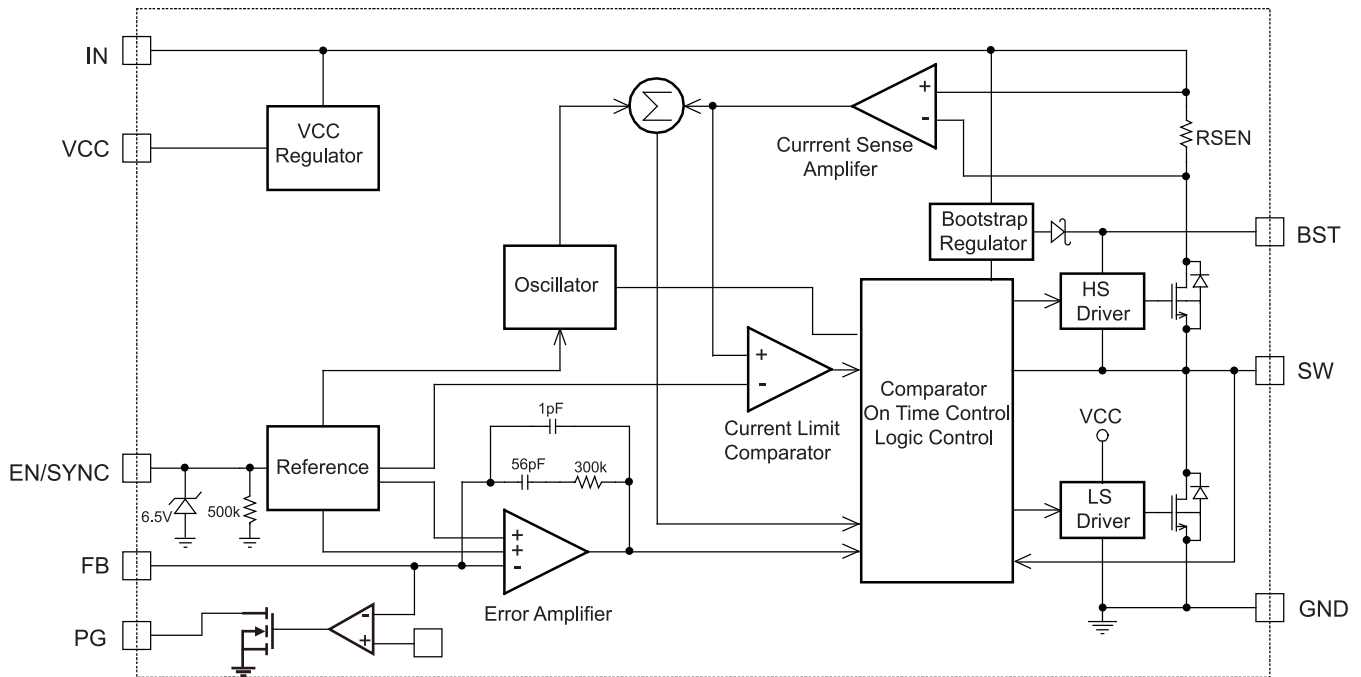 IN
VCC
VCC
Regulator
Σ
+
-
Currrent Sense
Amplifer
RSEN
Bootstrap
Regulator
BST
Oscillator
HS
Driver
+
-
Current Limit
Comparator
Comparator
On Time Control
Logic Control
SW
VCC
1pF
56pF
300k
EN/SYNC
Reference
6.5V
500k
LS
Driver
+
+
-
Error Amplifier
FB
PG
-
+
GND